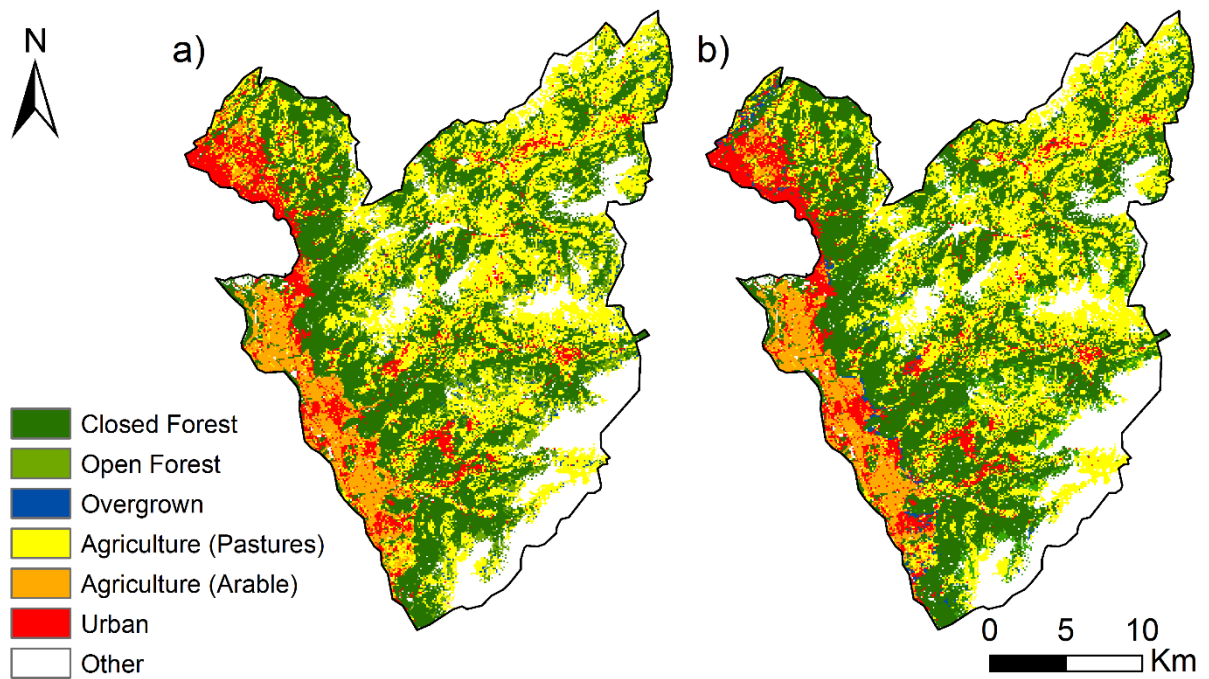 N
a)
b)
Closed Forest
Open Forest
Overgrown
Agriculture (Pastures)
Agriculture (Arable)
Urban
Other
0 5 10
Km